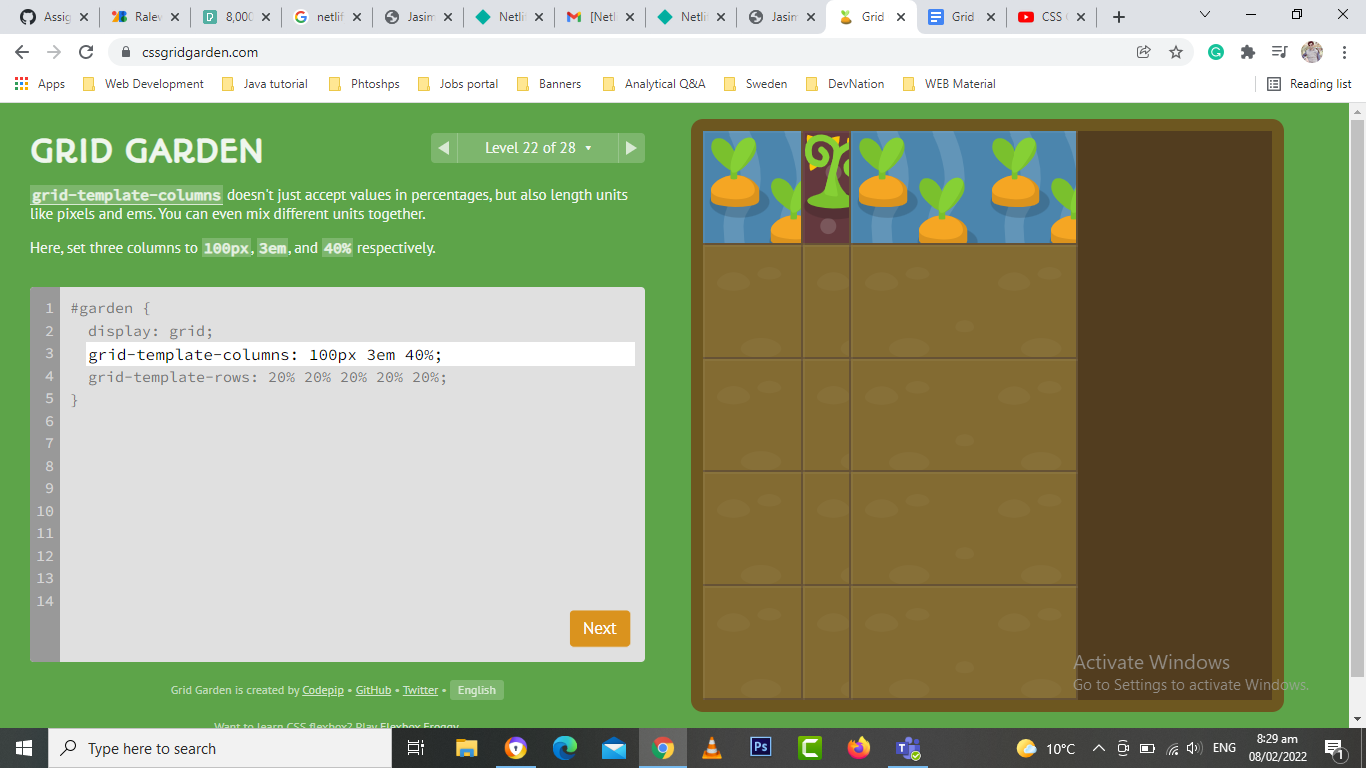 Assig
Ralew
8,000
netlif
Jasim
Netli
[Netl
Netli
Jasim
Grid
Grid
CSS
cssgridgarden.com
Apps
Web Development
Java tutorial
Phtoshps
Jobs portal
Banners
Analytical Q&A
Sweden
DevNation
WEB Material
Reading list
GRID GARDEN
Level 22 of 28
grid-template-columns doesn't just accept values in percentages, but also length units
like pixels and ems. You can even mix different units together.
Here, set three columns to 100px, 3em, and 40% respectively.
1 #garden {
2 display: grid;
3 grid-template-columns: 100px 3em 40%;
4 grid-template-rows: 20% 20% 20% 20% 20%;
5 }
6
7
8
9
10
11
12
13
14
Next
Grid Garden is created by Codepip • GitHub • Twitter • English
Want to learn CSS flexbox? Play Flexbox Froggy.
Activate Windows
Go to Settings to activate Windows.
Type here to search
Ps
10°C
ENG
8:29 am
08/02/2022
1